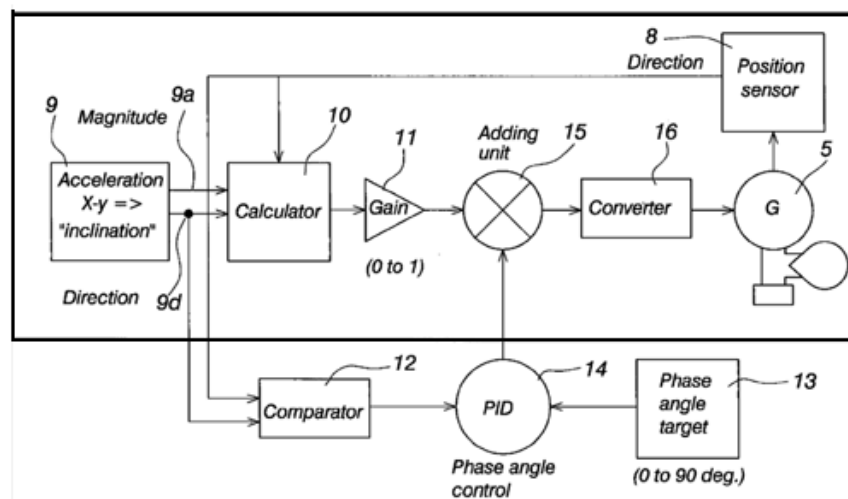 8
Direction
Position
sensor
9
9a
Magnitude
10
11
Adding
unit
15
16
5
Acceleration
X-y =>
"inclination"
Calculator
Gain
Converter
G
(0 to 1)
Direction
9d
12
14
13
Comparator
PID
Phase
angle
target
Phase angle
control
(0 to 90 deg.)